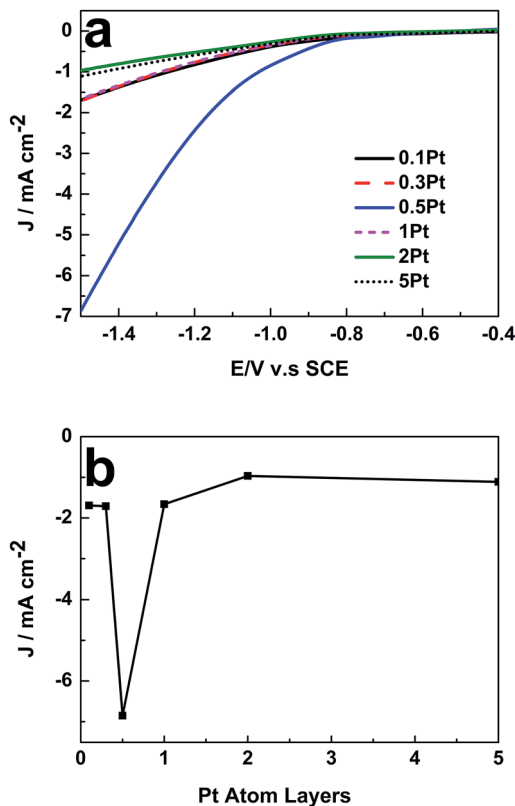 a
0
-1
-2
-3
-4
-5
-6
-7
J / mA cm⁻²
0.1Pt
0.3Pt
0.5Pt
1Pt
2Pt
5Pt
-1.4 -1.2 -1.0 -0.8 -0.6 -0.4
E/V v.s SCE
b
0
-2
-4
-6
J / mA cm⁻²
0 1 2 3 4 5
Pt Atom Layers